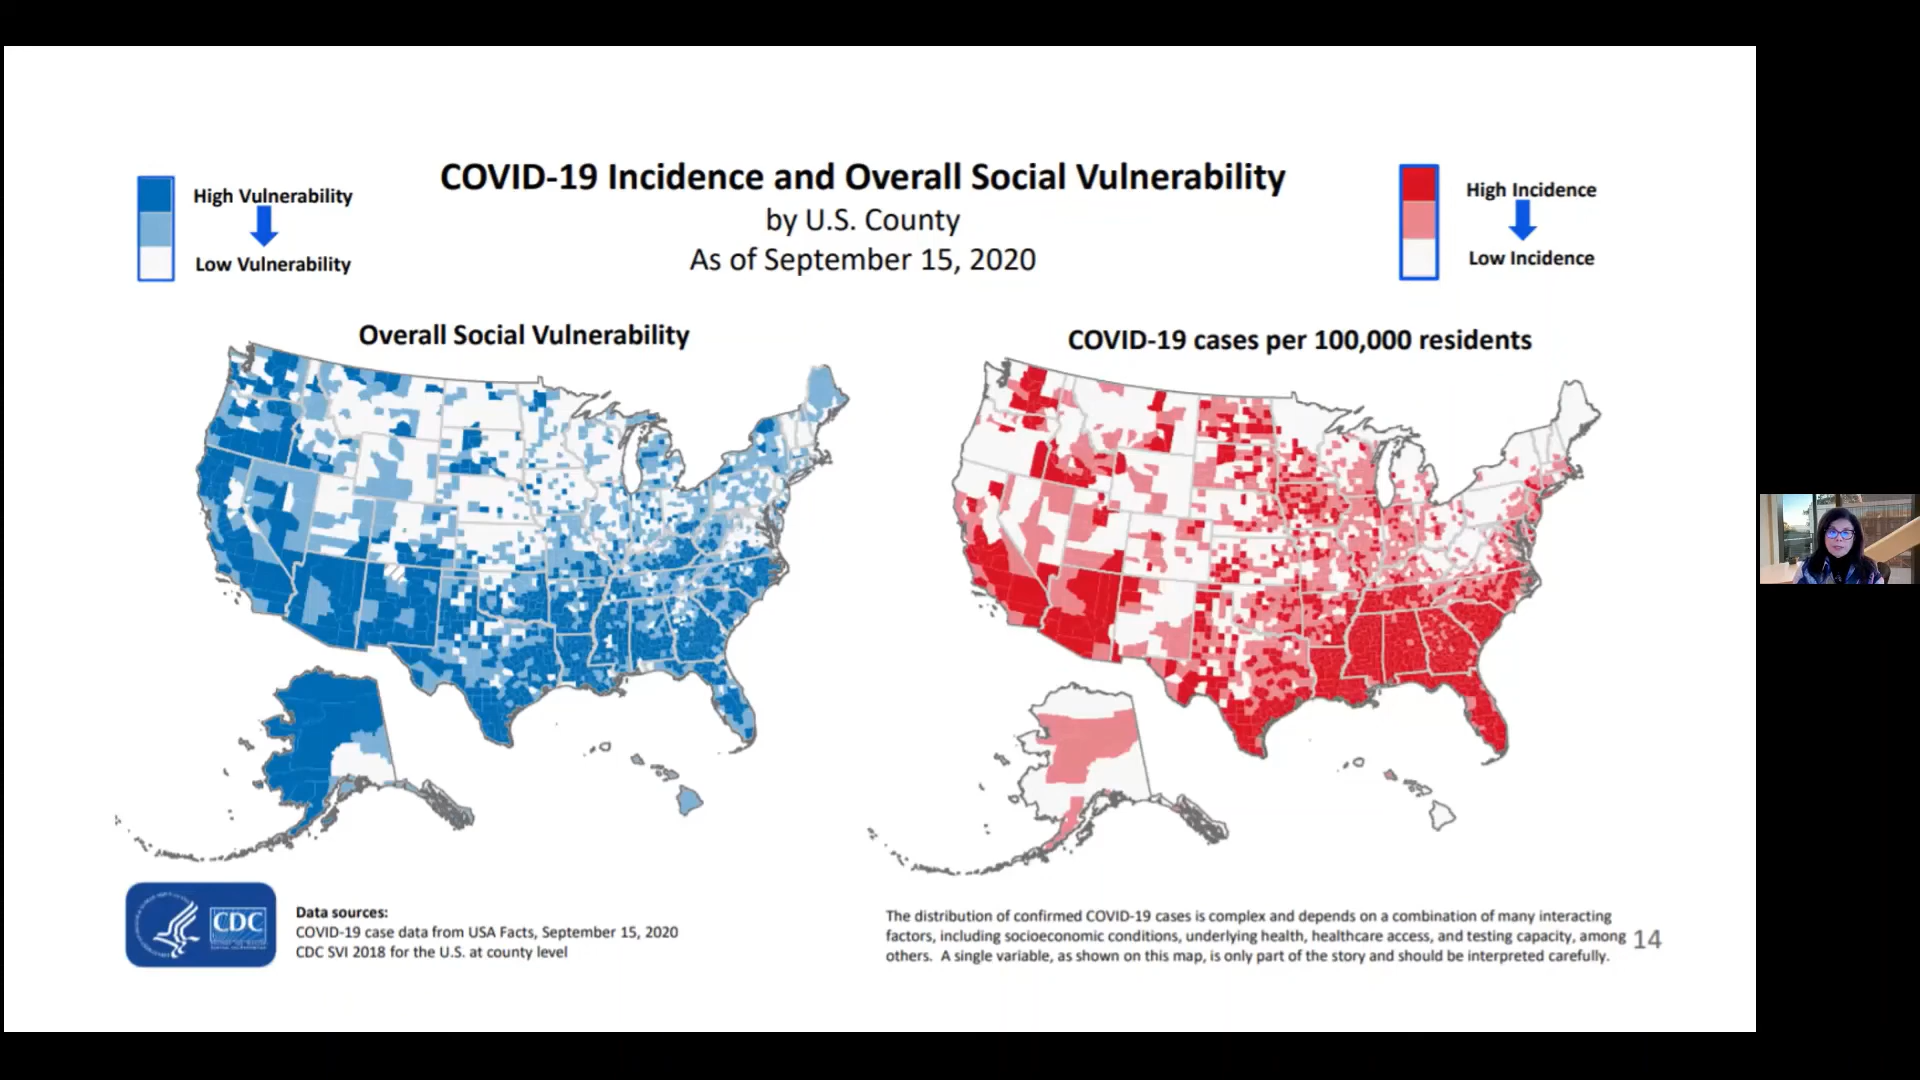 COVID-19 Incidence and Overall Social Vulnerability
by U.S. County
As of September 15, 2020
High Vulnerability
Low Vulnerability
High Incidence
Low Incidence
Overall Social Vulnerability
COVID-19 cases per 100,000 residents
CDC
Data sources:
COVID-19 case data from USA Facts, September 15, 2020
CDC SVI 2018 for the U.S. at county level
The distribution of confirmed COVID-19 cases is complex and depends on a combination of many interacting
factors, including socioeconomic conditions, underlying health, healthcare access, and testing capacity, among
others. A single variable, as shown on this map, is only part of the story and should be interpreted carefully.
14